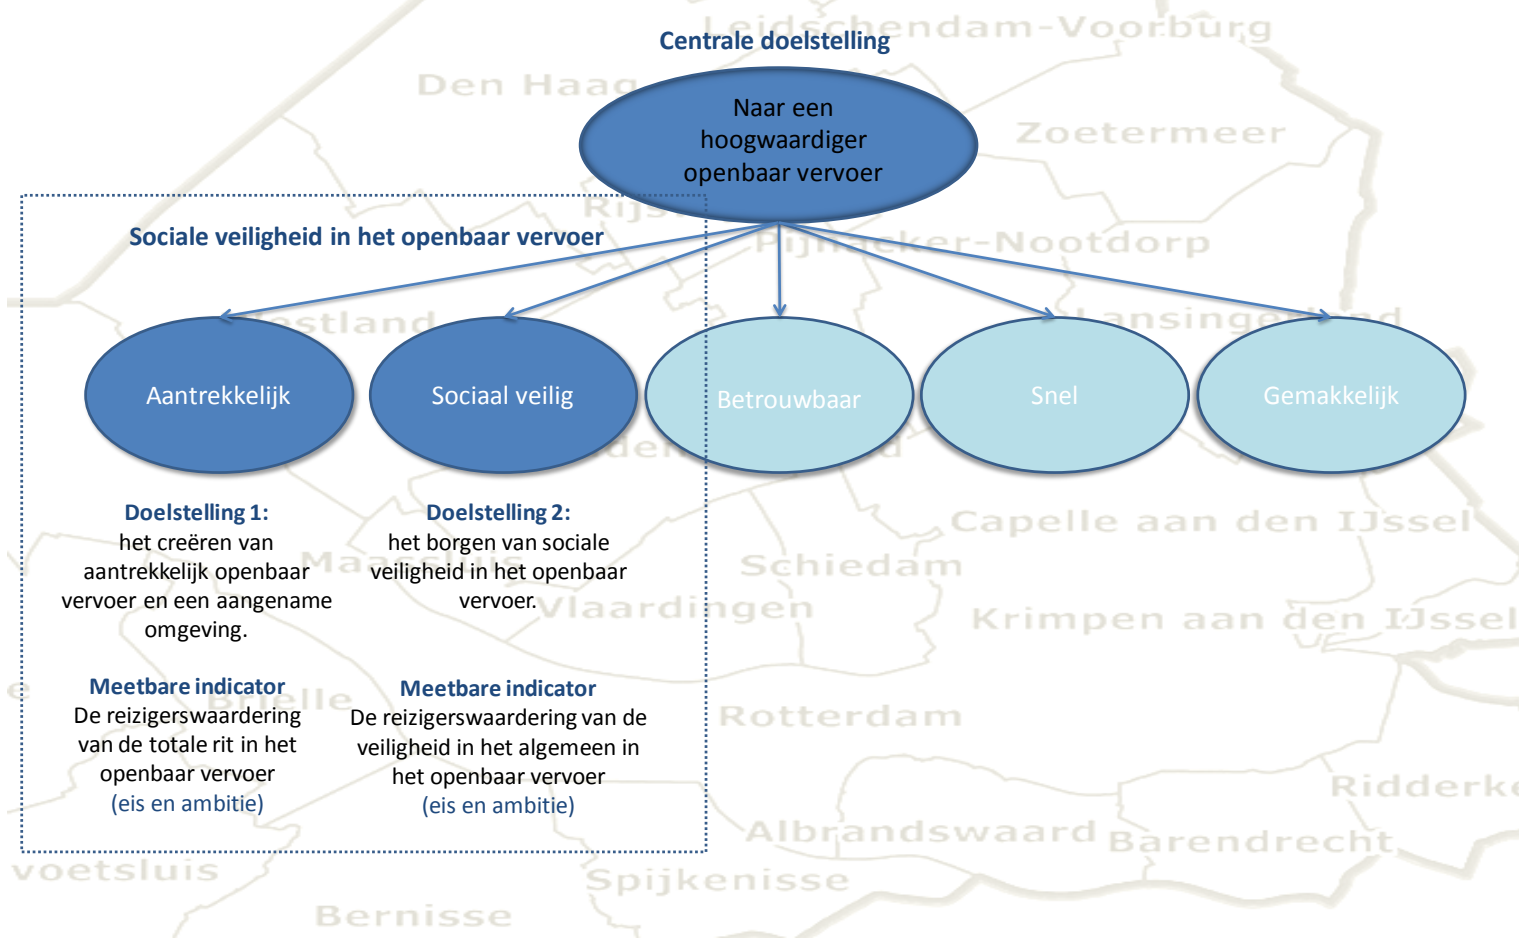 Leidschendam-Voorburg
Centrale doelstelling
Den Haag
Naar een
hoogwaardiger
openbaar vervoer
Zoetermeer
Sociale veiligheid in het openbaar vervoer
Pijnacker-Nootdorp
Westland
Lansingerland
Aantrekkelijk
Sociaal veilig
Betrouwbaar
Snel
Gemakkelijk
Doelstelling 1:
het creëren van
aantrekkelijk openbaar
vervoer en een aangename
omgeving.
Doelstelling 2:
het borgen van sociale
veiligheid in het openbaar
vervoer.
Capelle aan den IJssel
Maassluis
Schiedam
Vlaardingen
Krimpen aan den IJssel
Meetbare indicator
De reizigerswaardering
van de totale rit in het
openbaar vervoer
(eis en ambitie)
Meetbare indicator
De reizigerswaardering van de
veiligheid in het algemeen in
het openbaar vervoer
(eis en ambitie)
Brielle
Rotterdam
Ridderke
Albrandswaard
Barendrecht
voetsluis
Spijkenisse
Bernisse